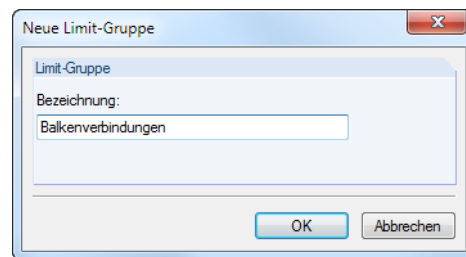 Neue Limit-Gruppe
Limit-Gruppe
Bezeichnung:
Balkenverbindungen
OK
Abbrechen